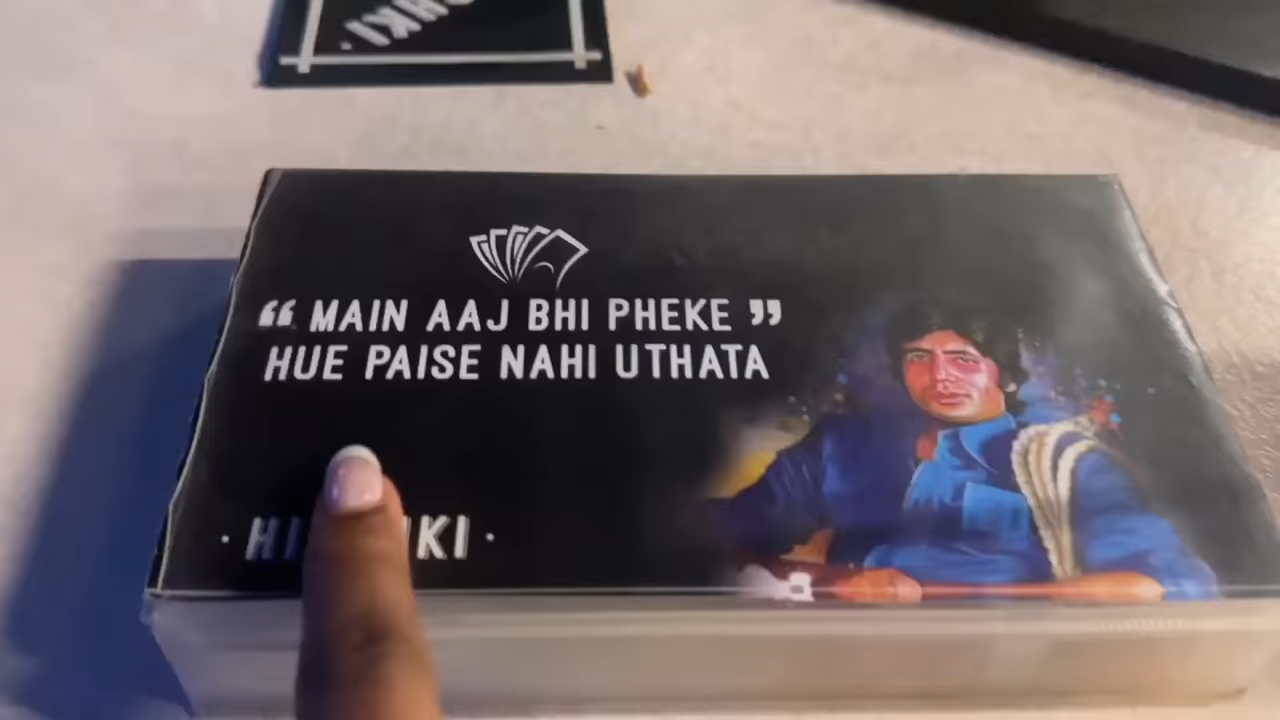 “ MAIN AAJ BHI PHEKE ”
HUE PAISE NAHI UTHATA